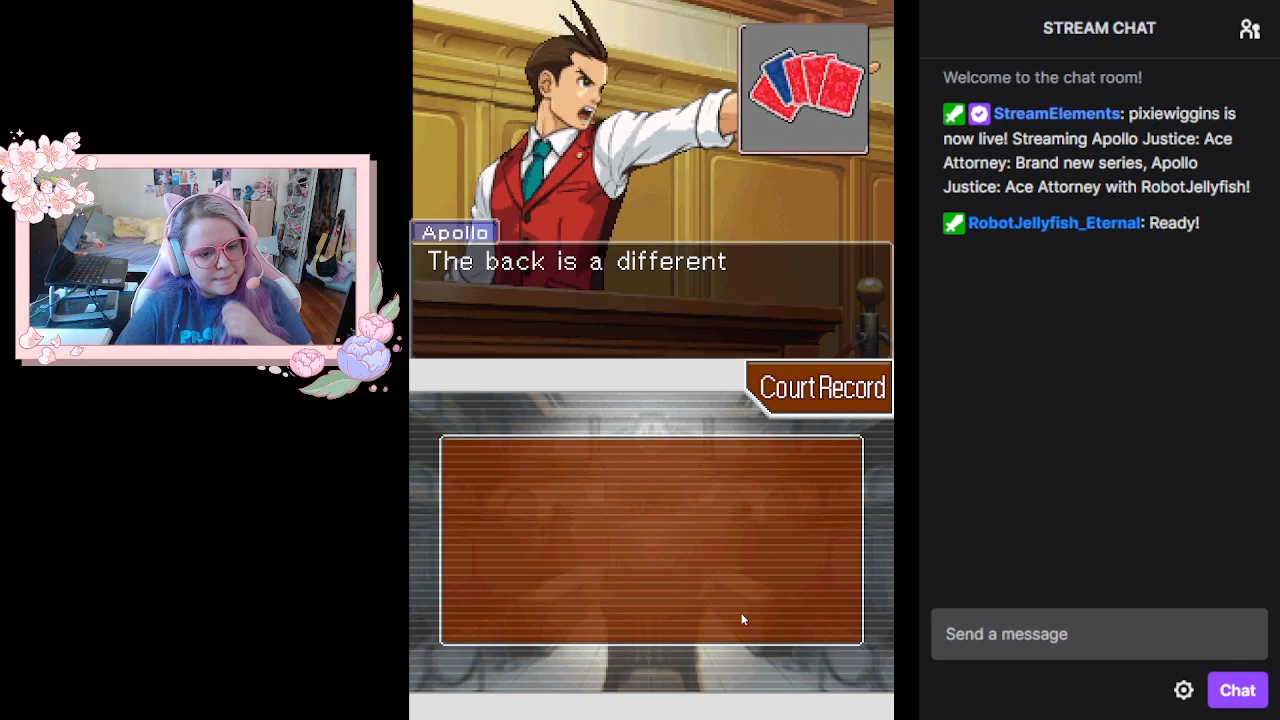 Apollo
The back is a different
Court Record
STREAM CHAT
Welcome to the chat room!
StreamElements: pixiewiggins is
now live! Streaming Apollo Justice: Ace
Attorney: Brand new series, Apollo
Justice: Ace Attorney with RobotJellyfish!
RobotJellyfish_Eternal: Ready!
Send a message
Chat